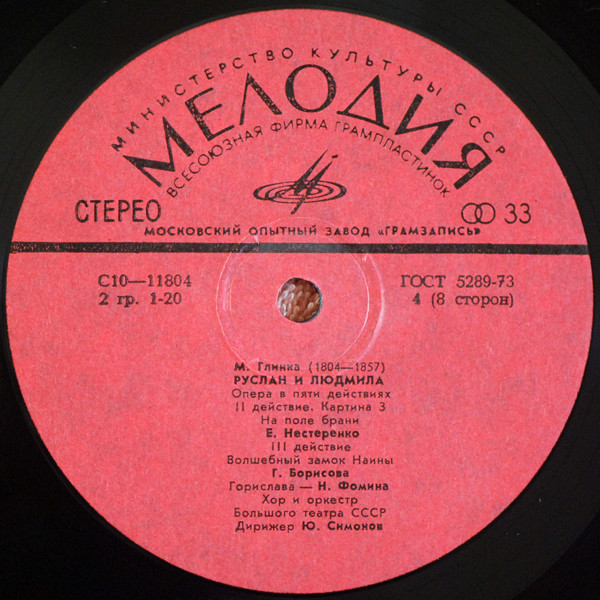 МИНИСТЕРСТВО КУЛЬТУРЫ СССР
МЕЛОДИЯ
ВСЕСОЮЗНАЯ ФИРМА ГРАМПЛАСТИНОК
СТЕРЕО
33
МОСКОВСКИЙ ОПЫТНЫЙ ЗАВОД «ГРАМЗАПИСЬ»
С10—11804
ГОСТ 5289-73
2 гр. 1-20
4 (8 сторон)
М. Глинка (1804—1857)
РУСЛАН И ЛЮДМИЛА
Опера в пяти действиях
II действие. Картина 3
На поле брани
Е. Нестеренко
III действие
Волшебный замок Наины
Г. Борисова
Горислава — Н. Фомина
Хор и оркестр
Большого театра СССР
Дирижер Ю. Симонов